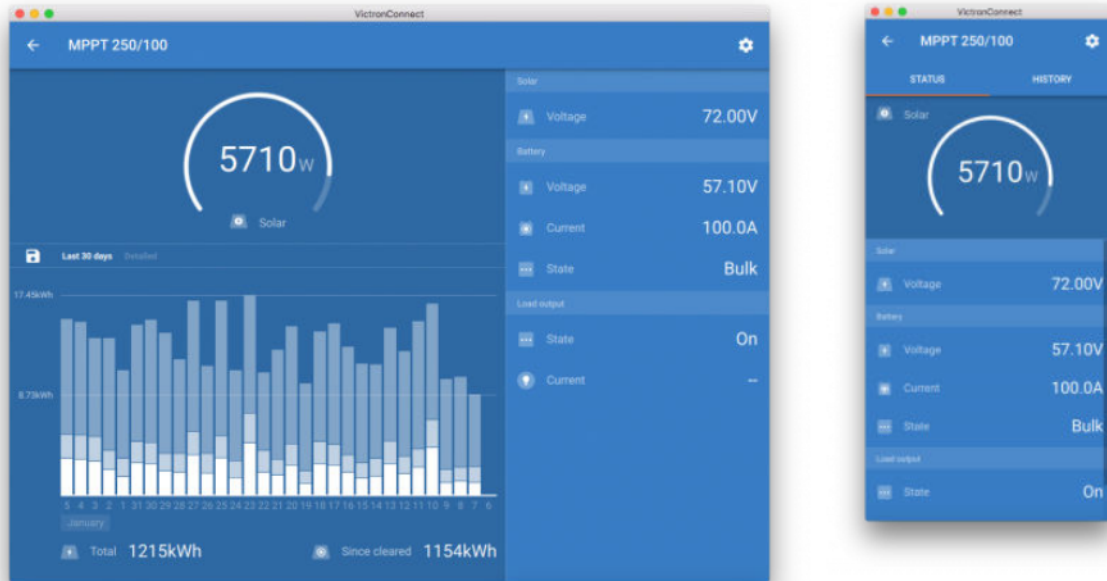 VictronConnect
← MPPT 250/100
5710W
Solar
Last 30 days Detailed
17.45kWh
8.73kWh
5 4 3 2 1 31 30 29 28 27 26 25 24 23 22 21 20 19 18 17 16 15 14 13 12 11 10 9 8 7 6
January
Total 1215kWh Since cleared 1154kWh
Solar
Voltage 72.00V
Battery
Voltage 57.10V
Current 100.0A
State Bulk
Load output
State On
Current --
VictronConnect
← MPPT 250/100
STATUS HISTORY
Solar
5710W
Solar
Voltage 72.00V
Battery
Voltage 57.10V
Current 100.0A
State Bulk
Load output
State On